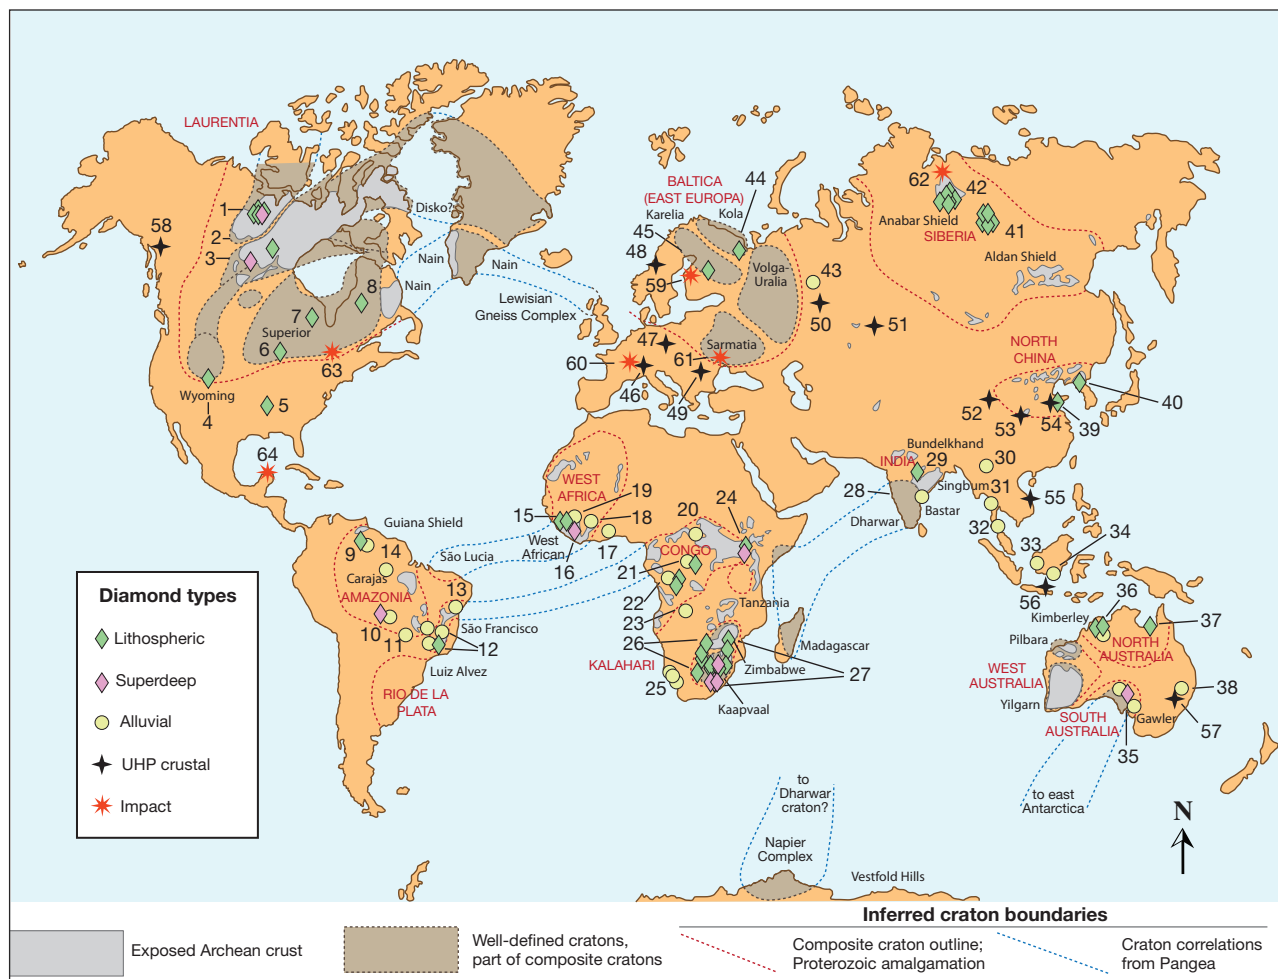 LAURENTIA
58
1
2
3
Disko?
Nain
Nain
Nain
Lewisian
Gneiss Complex
8
7
Superior
6
63
Wyoming
4
5
64
BALTICA
(EAST EUROPA)
44
Karelia
Kola
45
48
59
Volga-
Uralia
43
50
51
47
Sarmatia
61
60
46
49
62
42
Anabar Shield
SIBERIA
41
Aldan Shield
NORTH
CHINA
40
39
52
53
54
Bundelkhand
INDIA
29
30
Singbum
31
28
Bastar
Dharwar
32
55
33
34
56
WEST
AFRICA
19
15
18
West
African
16
17
20
24
CONGO
21
22
23
Tanzania
26
KALAHARI
Zimbabwe
27
25
Kaapvaal
Madagascar
Guiana Shield
9
14
São Lucia
Carajas
AMAZONIA
13
10
11
São Francisco
12
Luiz Alvez
RIO DE LA
PLATA
Kimberley
36
37
Pilbara
NORTH
AUSTRALIA
WEST
AUSTRALIA
Yilgarn
38
SOUTH
AUSTRALIA
Gawler
57
35
to east
Antarctica
N
to
Dharwar
craton?
Napier
Complex
Vestfold Hills
Diamond types
Lithospheric
Superdeep
Alluvial
UHP crustal
Impact
Exposed Archean crust
Well-defined cratons,
part of composite cratons
Inferred craton boundaries
Composite craton outline;
Proterozoic amalgamation
Craton correlations
from Pangea